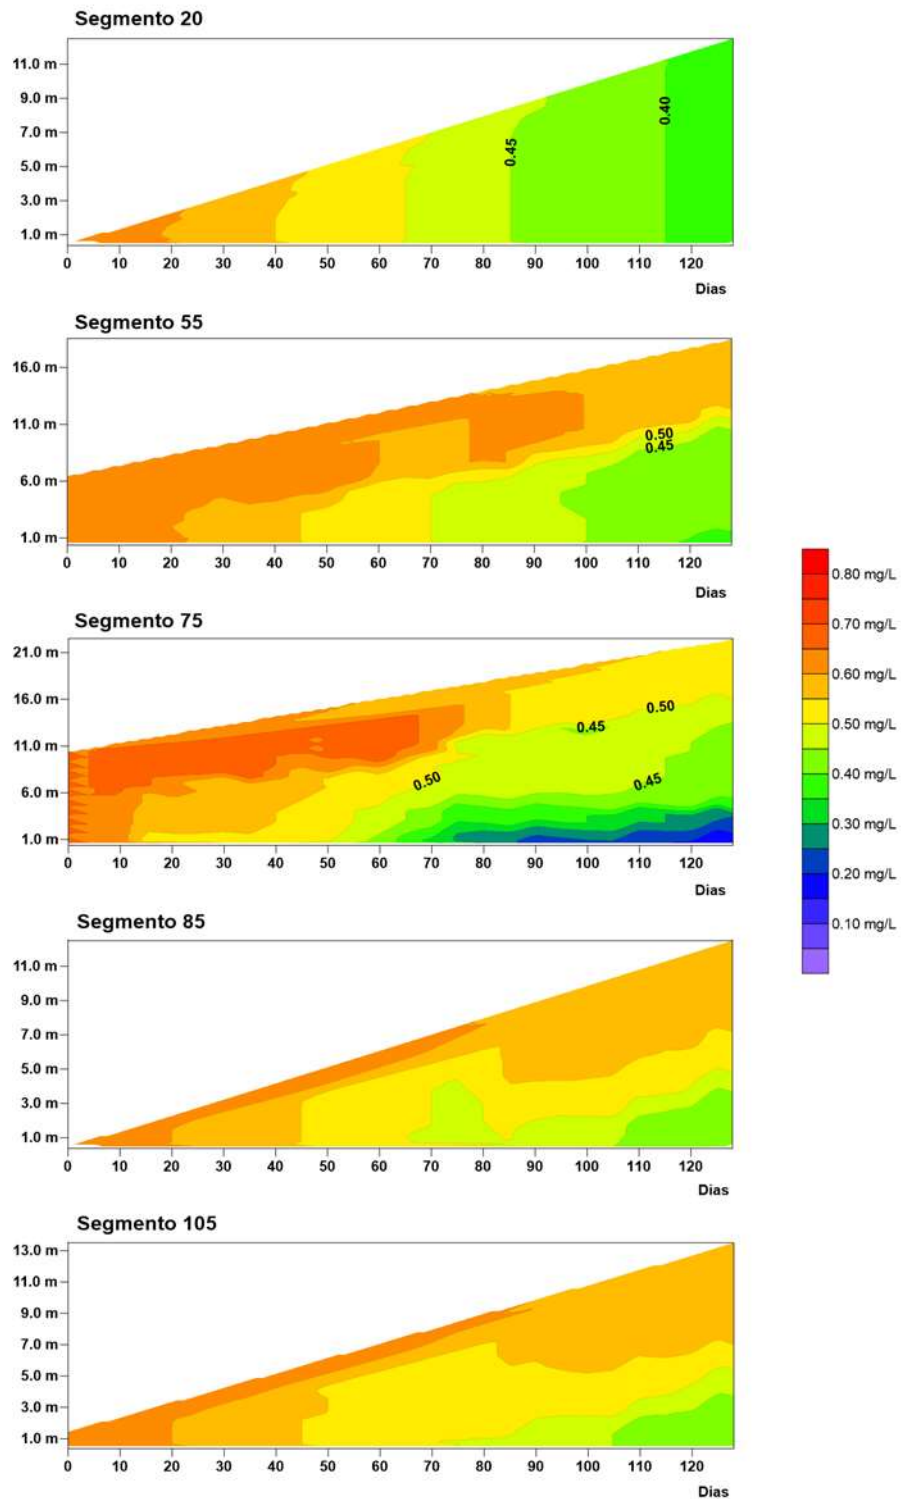 Segmento 20
11.0 m
9.0 m
7.0 m
5.0 m
3.0 m
1.0 m
0.45
0.40
0 10 20 30 40 50 60 70 80 90 100 110 120
Dias
Segmento 55
16.0 m
11.0 m
6.0 m
1.0 m
0.50
0.45
0 10 20 30 40 50 60 70 80 90 100 110 120
Dias
Segmento 75
21.0 m
16.0 m
11.0 m
6.0 m
1.0 m
0.50
0.45
0.50
0.45
0 10 20 30 40 50 60 70 80 90 100 110 120
Dias
0.80 mg/L
0.70 mg/L
0.60 mg/L
0.50 mg/L
0.40 mg/L
0.30 mg/L
0.20 mg/L
0.10 mg/L
Segmento 85
11.0 m
9.0 m
7.0 m
5.0 m
3.0 m
1.0 m
0 10 20 30 40 50 60 70 80 90 100 110 120
Dias
Segmento 105
13.0 m
11.0 m
9.0 m
7.0 m
5.0 m
3.0 m
1.0 m
0 10 20 30 40 50 60 70 80 90 100 110 120
Dias